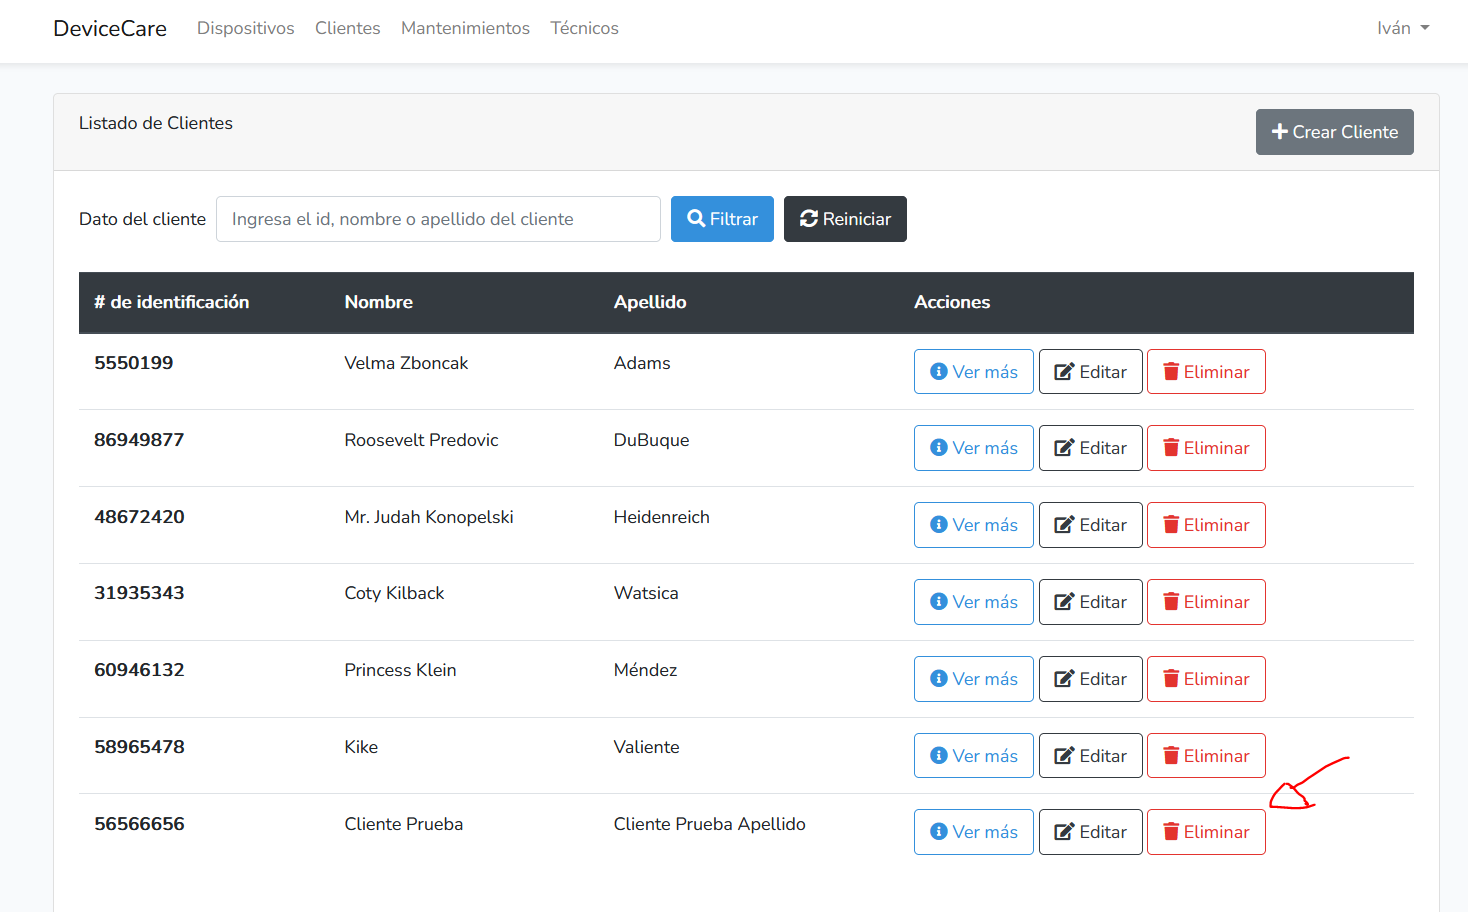 DeviceCare Dispositivos Clientes Mantenimientos Técnicos Iván
Listado de Clientes Crear Cliente
Dato del cliente Ingresa el id, nombre o apellido del cliente Filtrar Reiniciar
# de identificación Nombre Apellido Acciones
5550199 Velma Zboncak Adams Ver más Editar Eliminar
86949877 Roosevelt Predovic DuBuque Ver más Editar Eliminar
48672420 Mr. Judah Konopelski Heidenreich Ver más Editar Eliminar
31935343 Coty Kilback Watsica Ver más Editar Eliminar
60946132 Princess Klein Méndez Ver más Editar Eliminar
58965478 Kike Valiente Ver más Editar Eliminar
56566656 Cliente Prueba Cliente Prueba Apellido Ver más Editar Eliminar